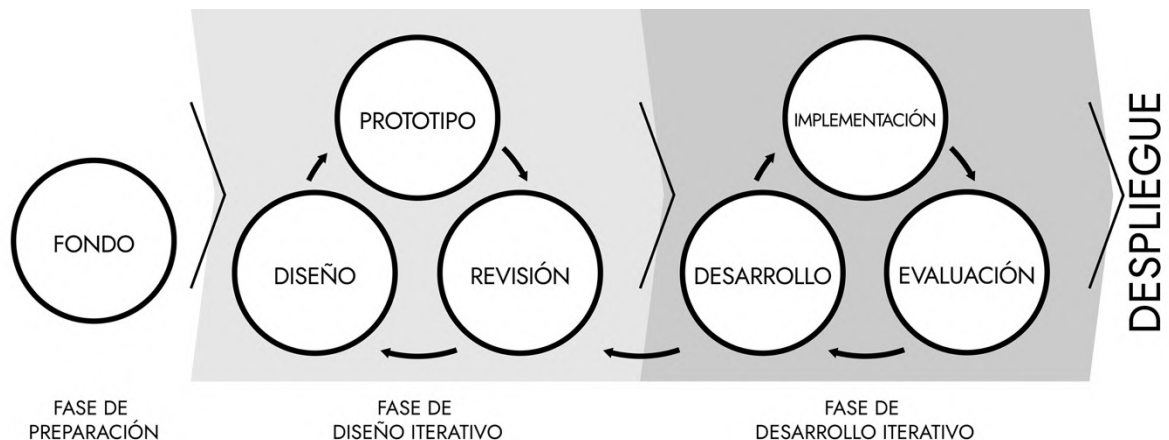 FONDO
FASE DE
PREPARACIÓN
PROTOTIPO
DISEÑO
REVISIÓN
FASE DE
DISEÑO ITERATIVO
IMPLEMENTACIÓN
DESARROLLO
EVALUACIÓN
FASE DE
DESARROLLO ITERATIVO
DESPLIEGUE